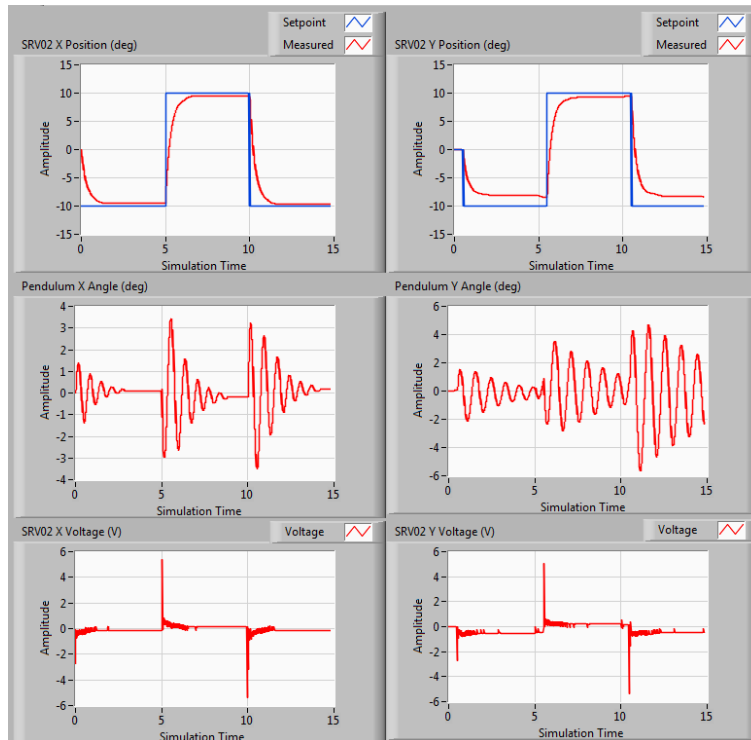 Setpoint
Measured
SRV02 X Position (deg)
15
10
5
0
-5
-10
-15
Amplitude
0 5 10 15
Simulation Time
Setpoint
Measured
SRV02 Y Position (deg)
15
10
5
0
-5
-10
-15
Amplitude
0 5 10 15
Simulation Time
Pendulum X Angle (deg)
4
3
2
1
0
-1
-2
-3
-4
Amplitude
0 5 10 15
Simulation Time
Pendulum Y Angle (deg)
6
4
2
0
-2
-4
-6
Amplitude
0 5 10 15
Simulation Time
SRV02 X Voltage (V)
Voltage
6
4
2
0
-2
-4
-6
Amplitude
0 5 10 15
Simulation Time
SRV02 Y Voltage (V)
Voltage
6
4
2
0
-2
-4
-6
Amplitude
0 5 10 15
Simulation Time